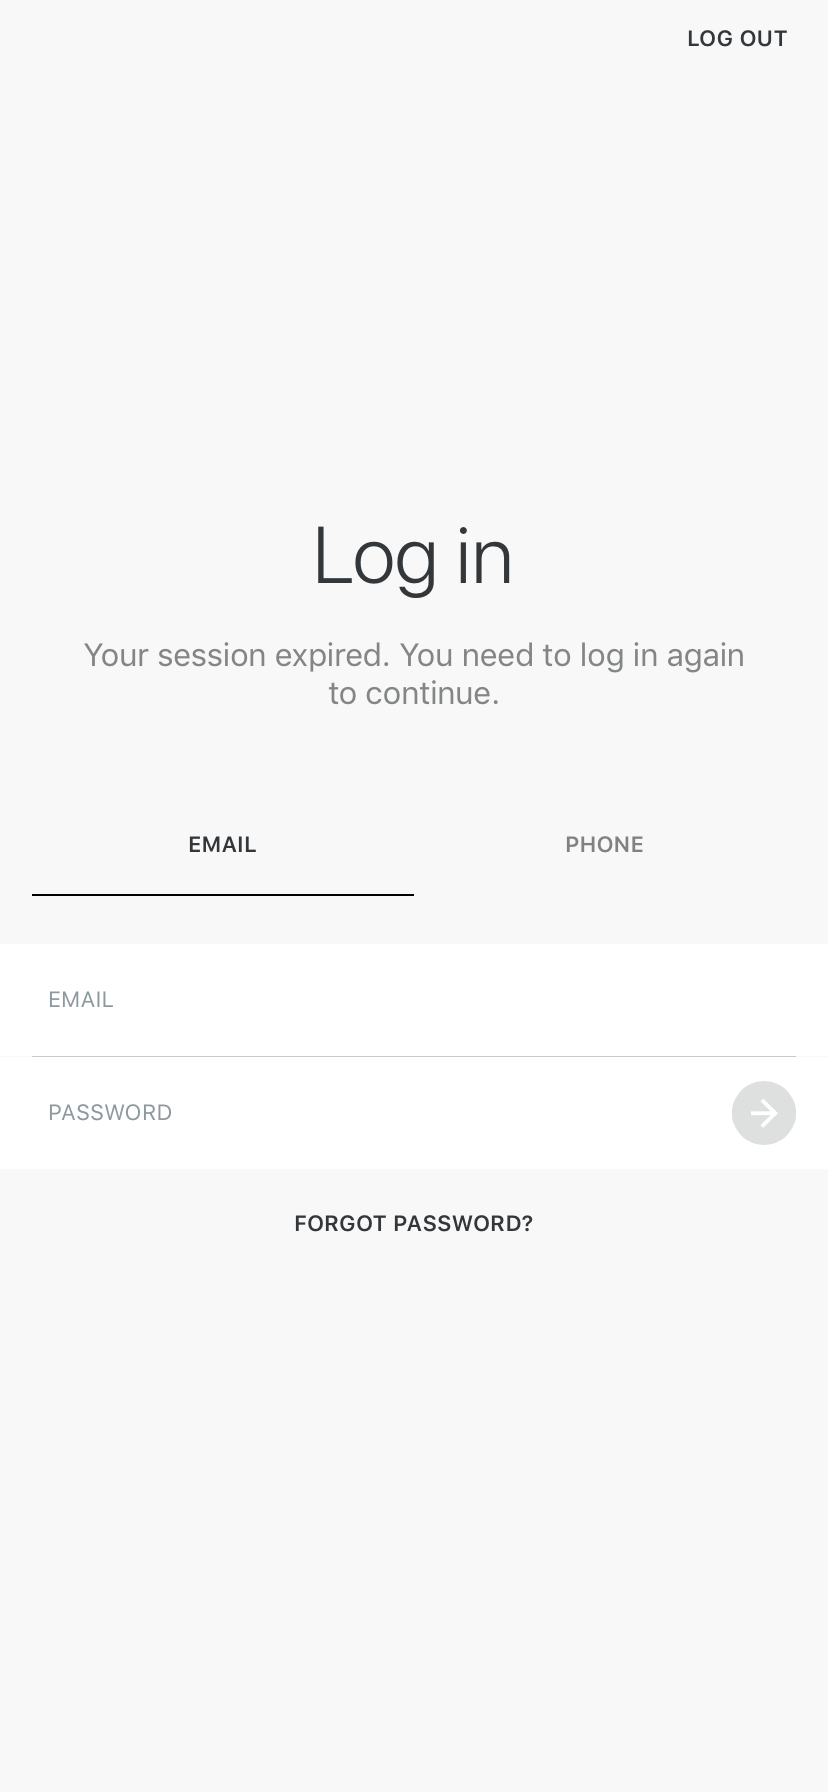 LOG OUT
Log in
Your session expired. You need to log in again
to continue.
EMAIL
PHONE
EMAIL
PASSWORD
FORGOT PASSWORD?